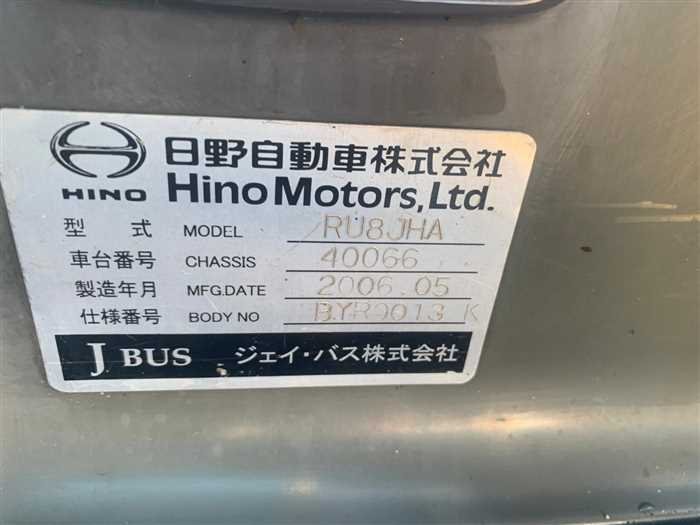 日野自動車株式会社
HINO Hino Motors, Ltd.
型 式 MODEL RU8JHA
車台番号 CHASSIS 40066
製造年月 MFG.DATE 2006.05
仕様番号 BODY NO BYR9013 K
J BUS ジェイ・バス株式会社